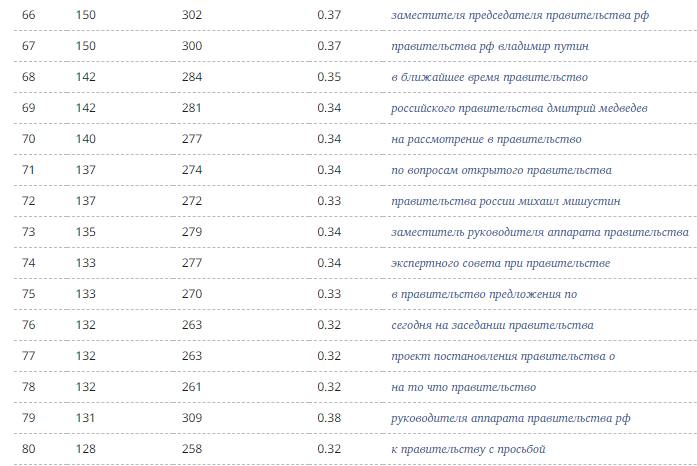 66 150 302 0.37 заместителя председателя правительства рф
67 150 300 0.37 правительства рф владимир путин
68 142 284 0.35 в ближайшее время правительство
69 142 281 0.34 российского правительства дмитрий медведев
70 140 277 0.34 на рассмотрение в правительство
71 137 274 0.34 по вопросам открытого правительства
72 137 272 0.33 правительства россии михаил мишустин
73 135 279 0.34 заместитель руководителя аппарата правительства
74 133 277 0.34 экспертного совета при правительстве
75 133 270 0.33 в правительство предложения по
76 132 263 0.32 сегодня на заседании правительства
77 132 263 0.32 проект постановления правительства о
78 132 261 0.32 на то что правительство
79 131 309 0.38 руководителя аппарата правительства рф
80 128 258 0.32 к правительству с просьбой